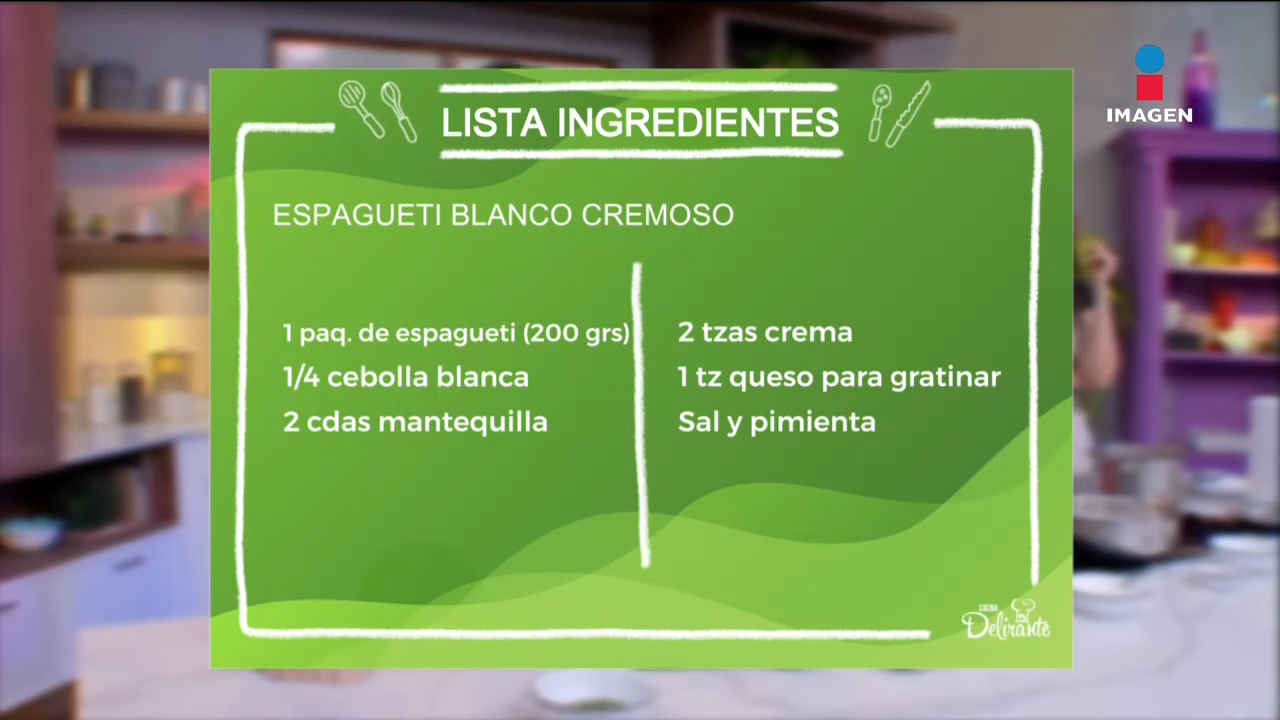 IMAGEN
LISTA INGREDIENTES
ESPAGUETI BLANCO CREMOSO
1 paq. de espagueti (200 grs)
1/4 cebolla blanca
2 cdas mantequilla
2 tzas crema
1 tz queso para gratinar
Sal y pimienta
COCINA
Delirante